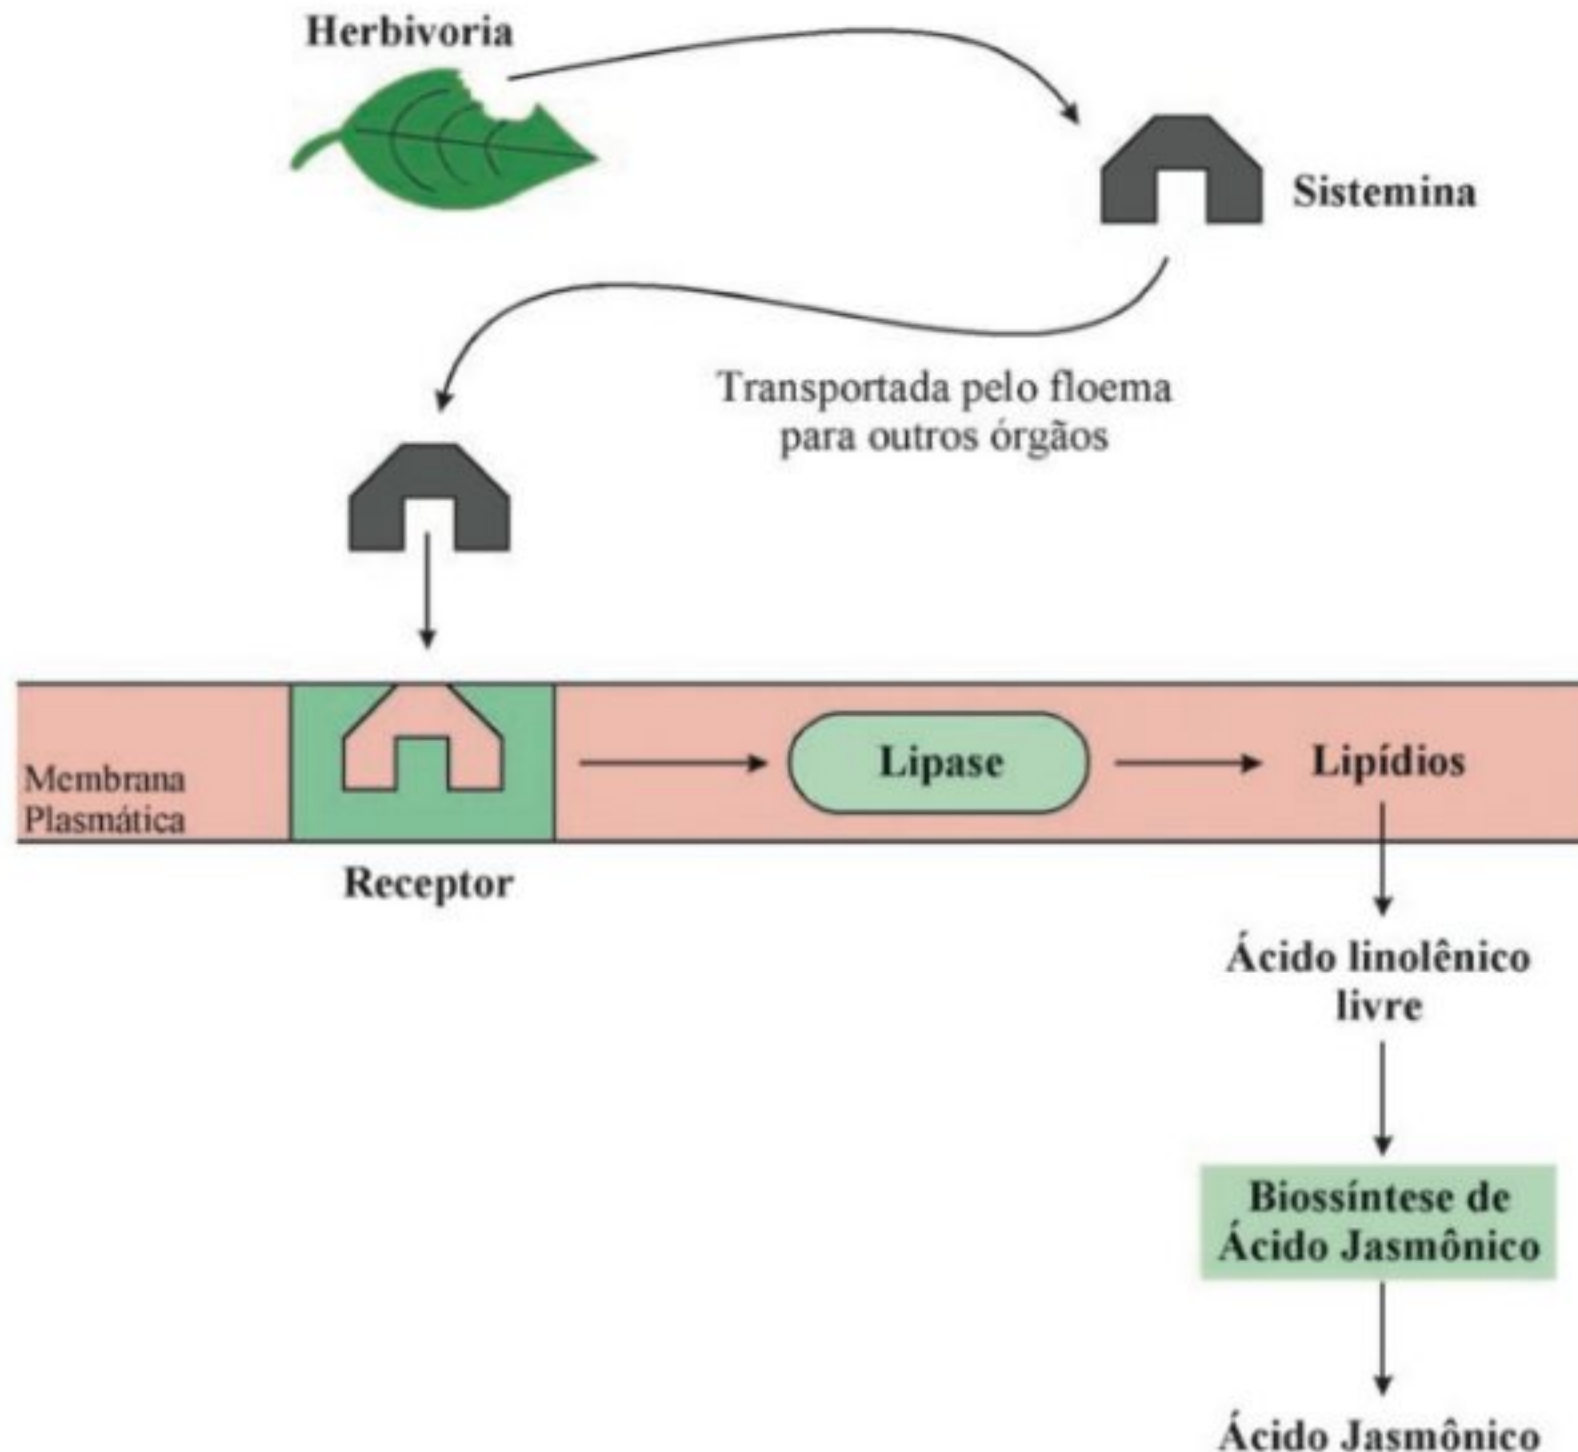 Herbivoria
Sistemina
Transportada pelo floema
para outros órgãos
Membrana
Plasmática
Lipase
Lipídios
Receptor
Ácido linolênico
livre
Biossíntese de
Ácido Jasmônico
Ácido Jasmônico